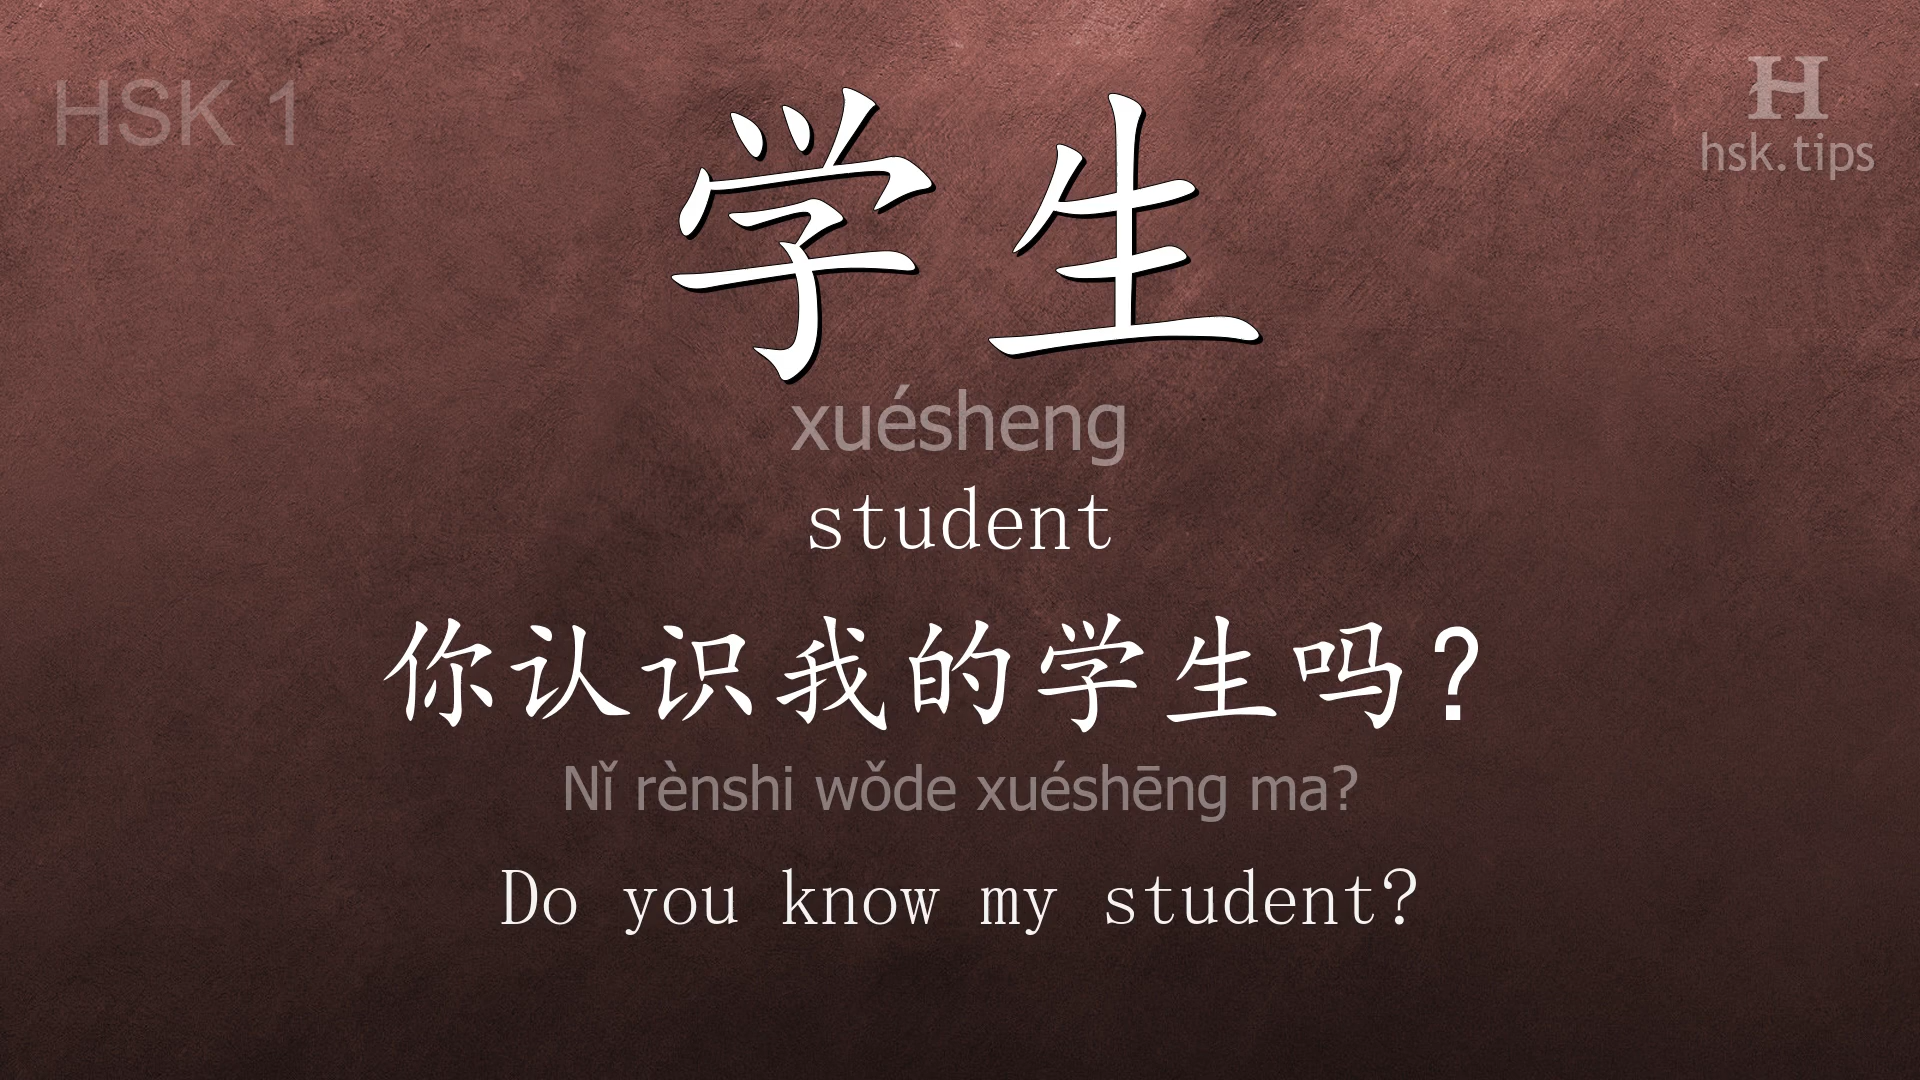 HSK 1
H
hsk.tips
学生
xuésheng
student
你认识我的学生吗？
Nǐ rènshi wǒde xuéshēng ma?
Do you know my student?